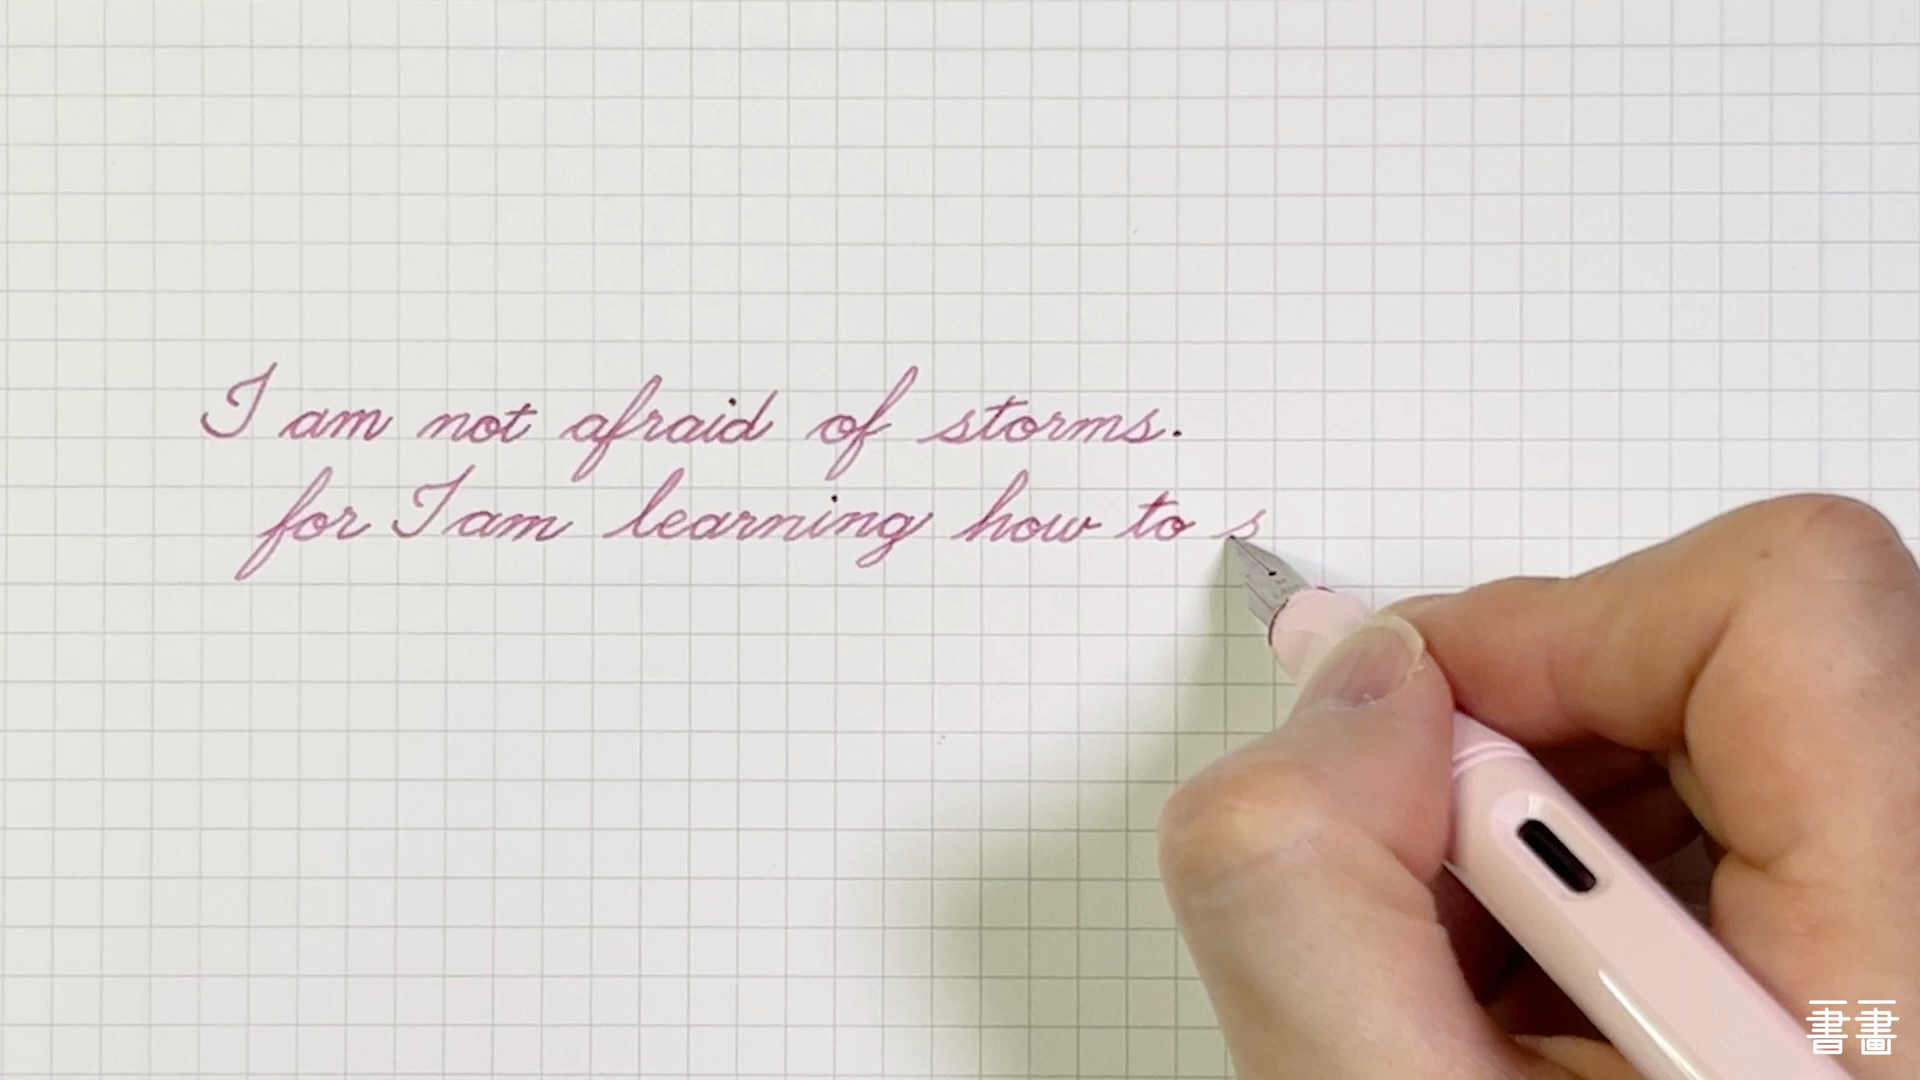 I am not afraid of storms.
for I am learning how to s
書畫